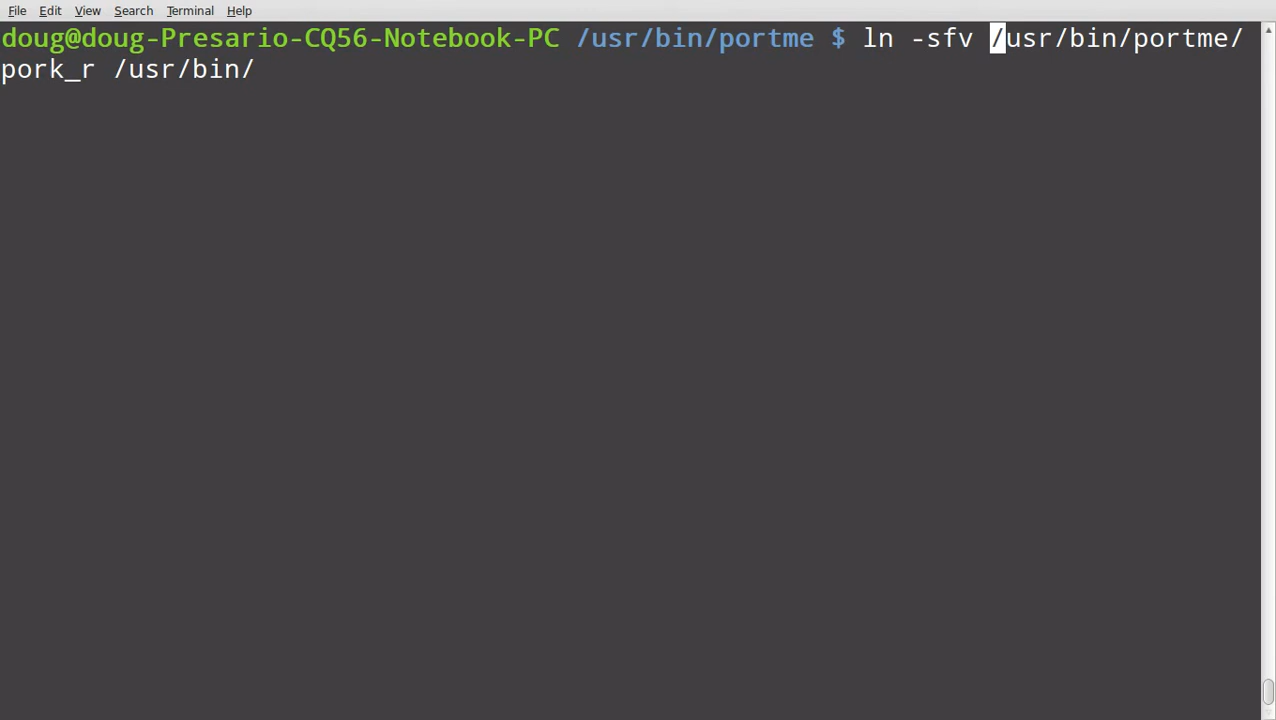 File Edit View Search Terminal Help
doug@doug-Presario-CQ56-Notebook-PC /usr/bin/portme $ ln -sfv /usr/bin/portme/
pork_r /usr/bin/